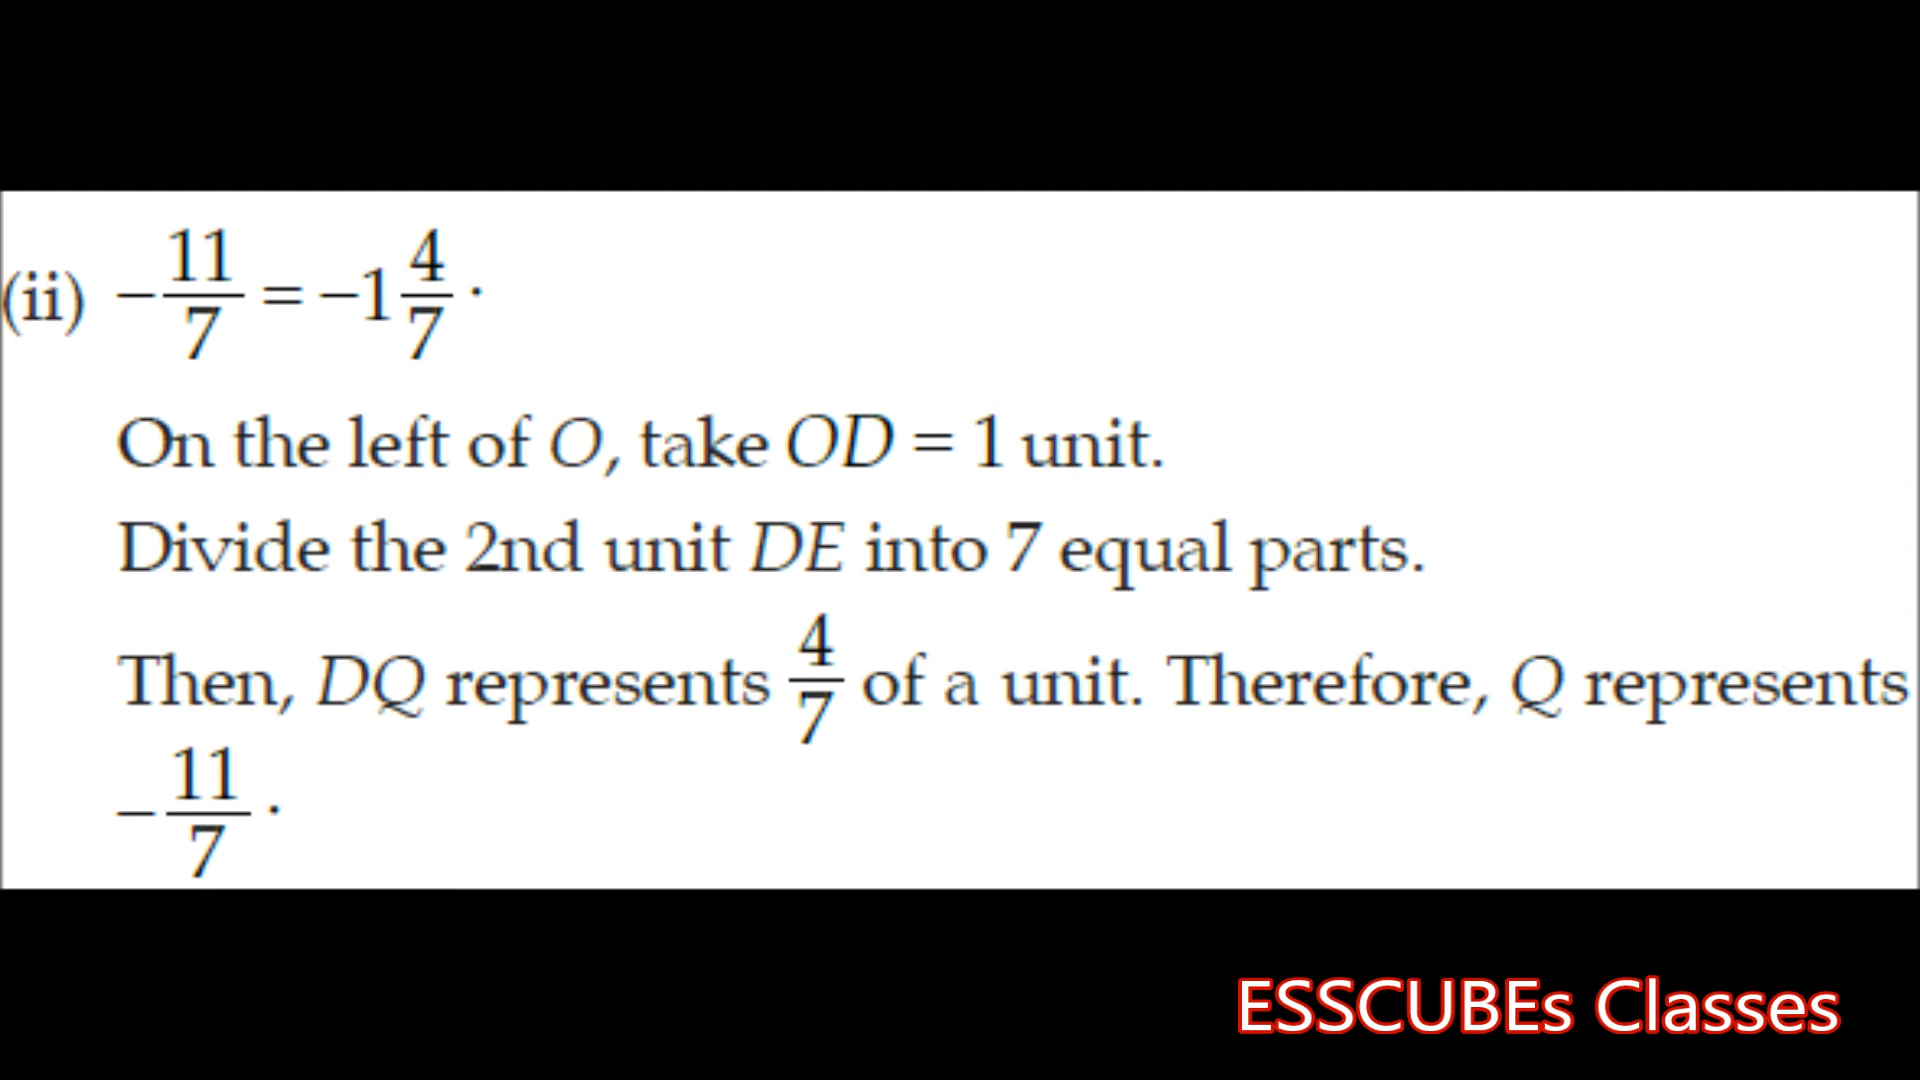 (ii) −11/7 = −1 4/7 ·
On the left of O, take OD = 1 unit.
Divide the 2nd unit DE into 7 equal parts.
Then, DQ represents 4/7 of a unit. Therefore, Q represents
−11/7 ·
ESSCUBEs Classes